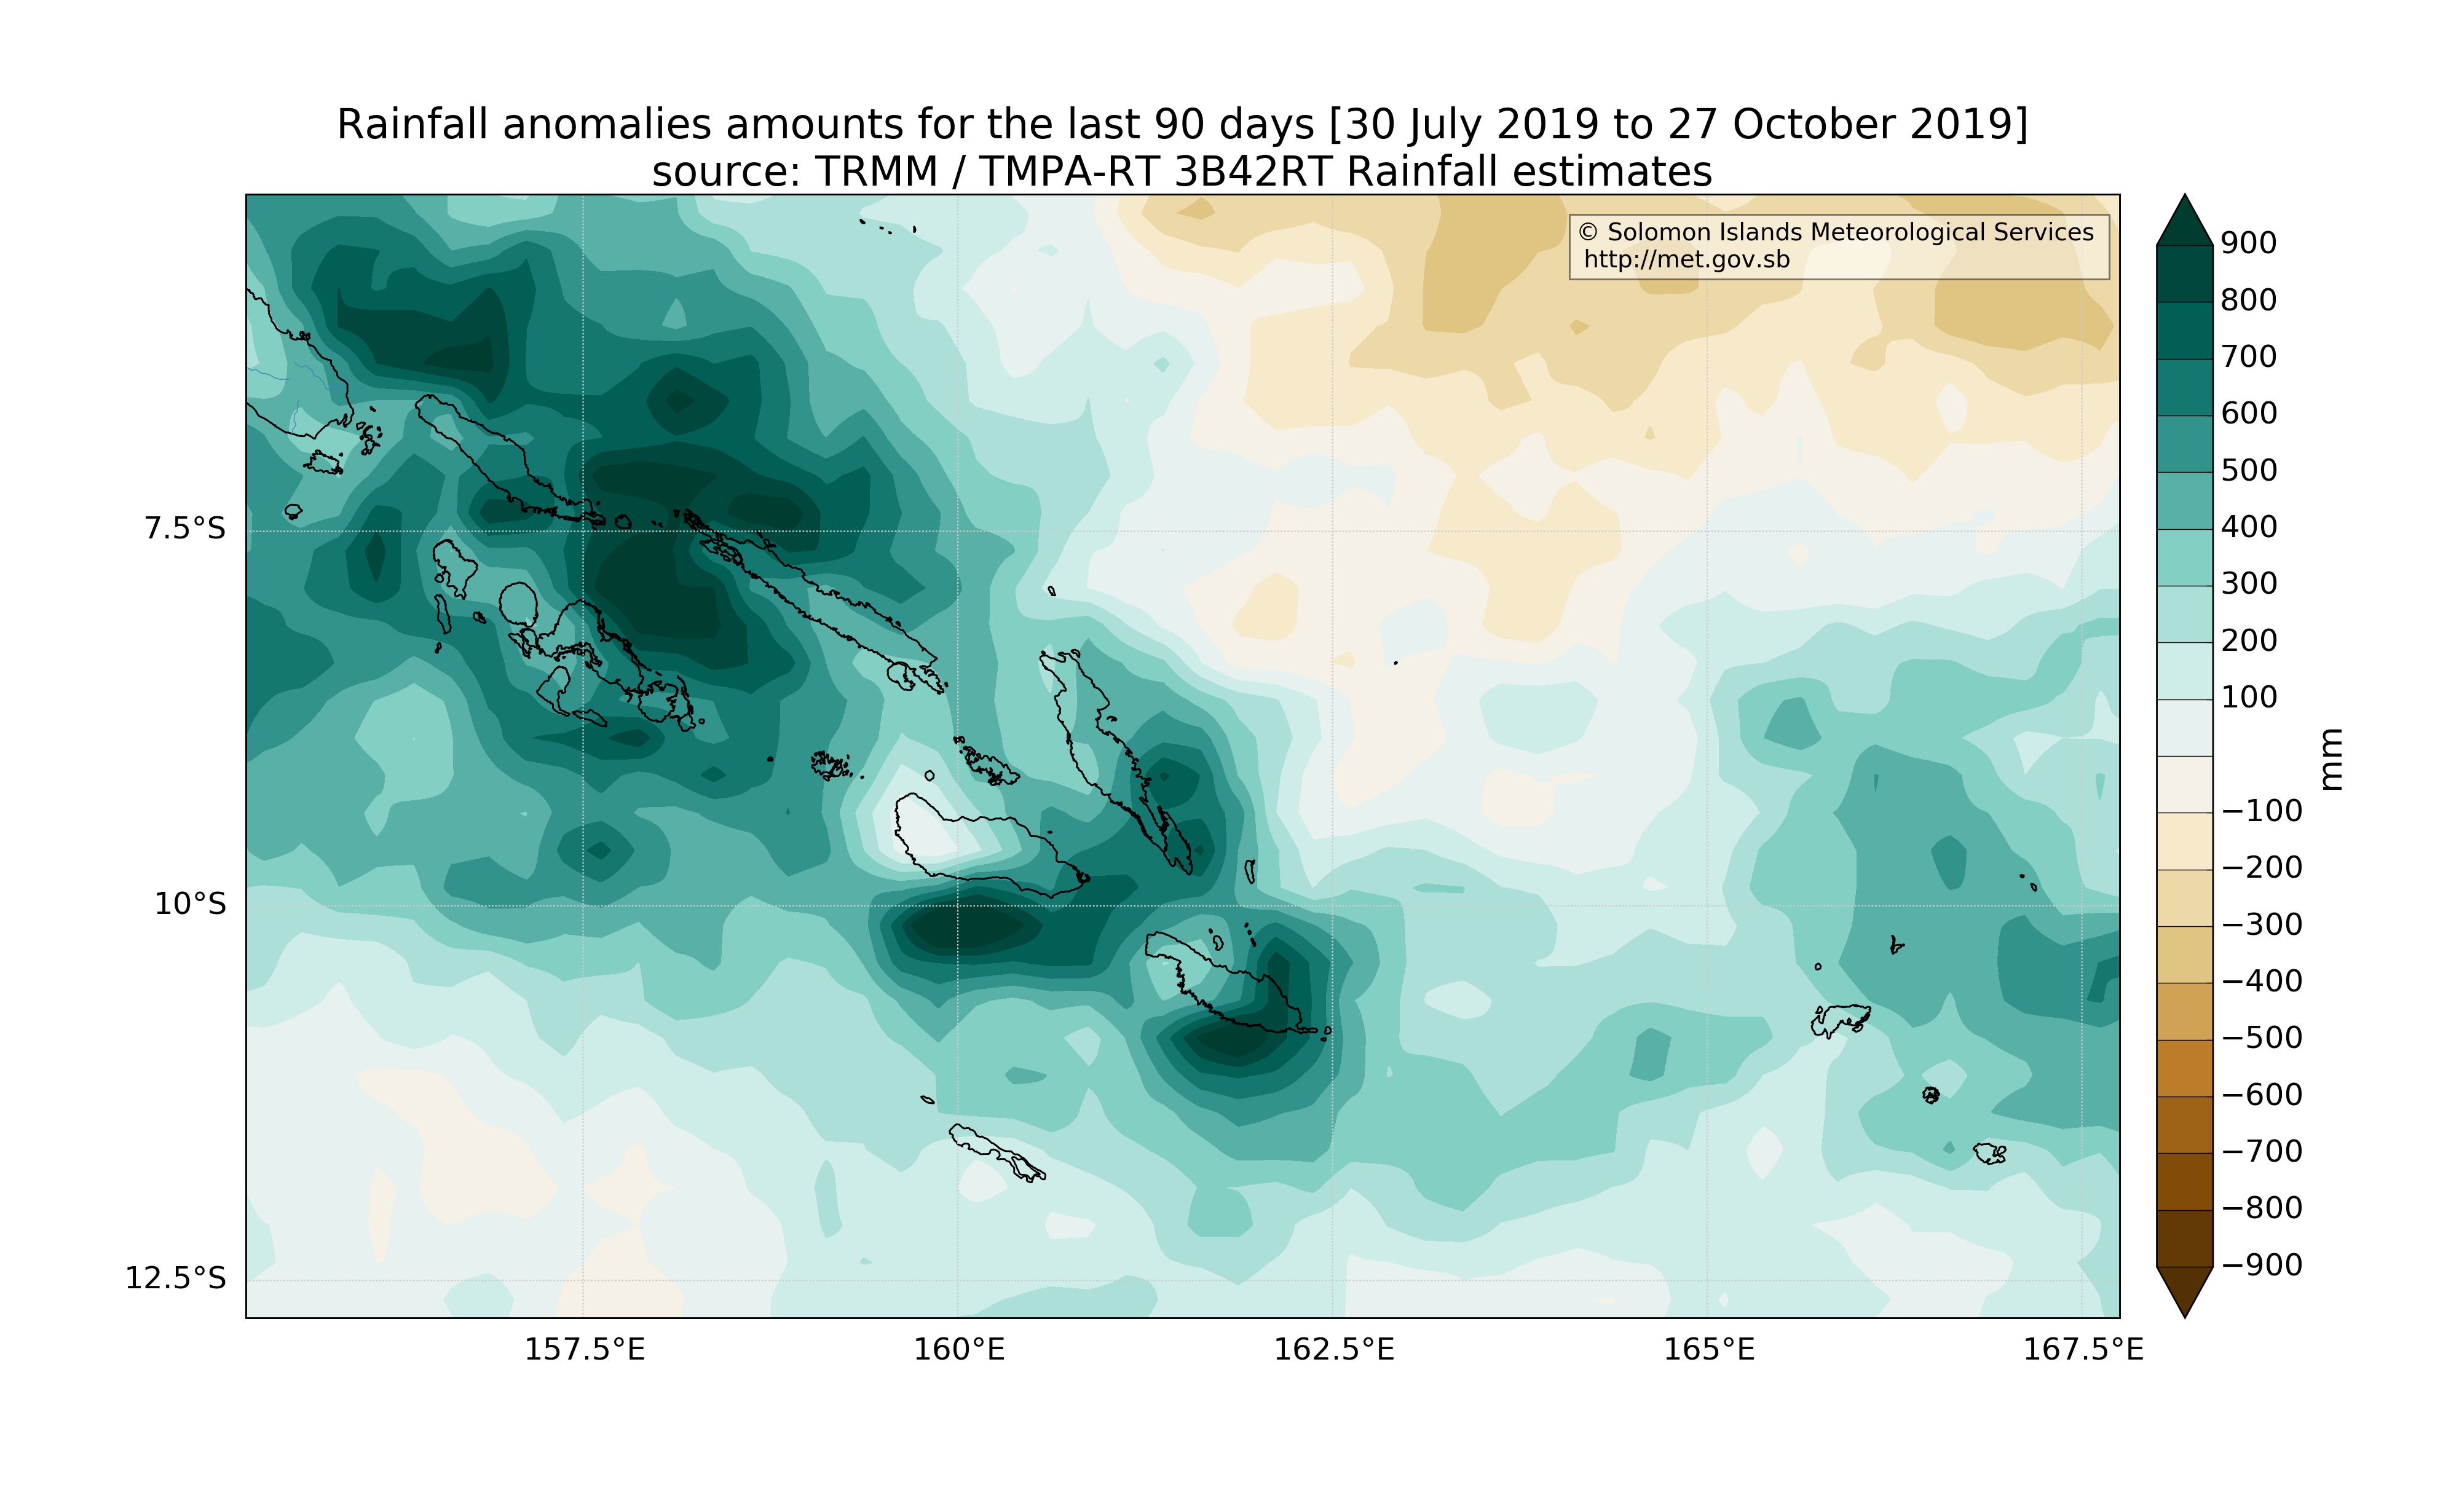 Rainfall anomalies amounts for the last 90 days [30 July 2019 to 27 October 2019]
source: TRMM / TMPA-RT 3B42RT Rainfall estimates
© Solomon Islands Meteorological Services
http://met.gov.sb
7.5°S
10°S
12.5°S
157.5°E
160°E
162.5°E
165°E
167.5°E
900
800
700
600
500
400
300
200
100
−100
−200
−300
−400
−500
−600
−700
−800
−900
mm